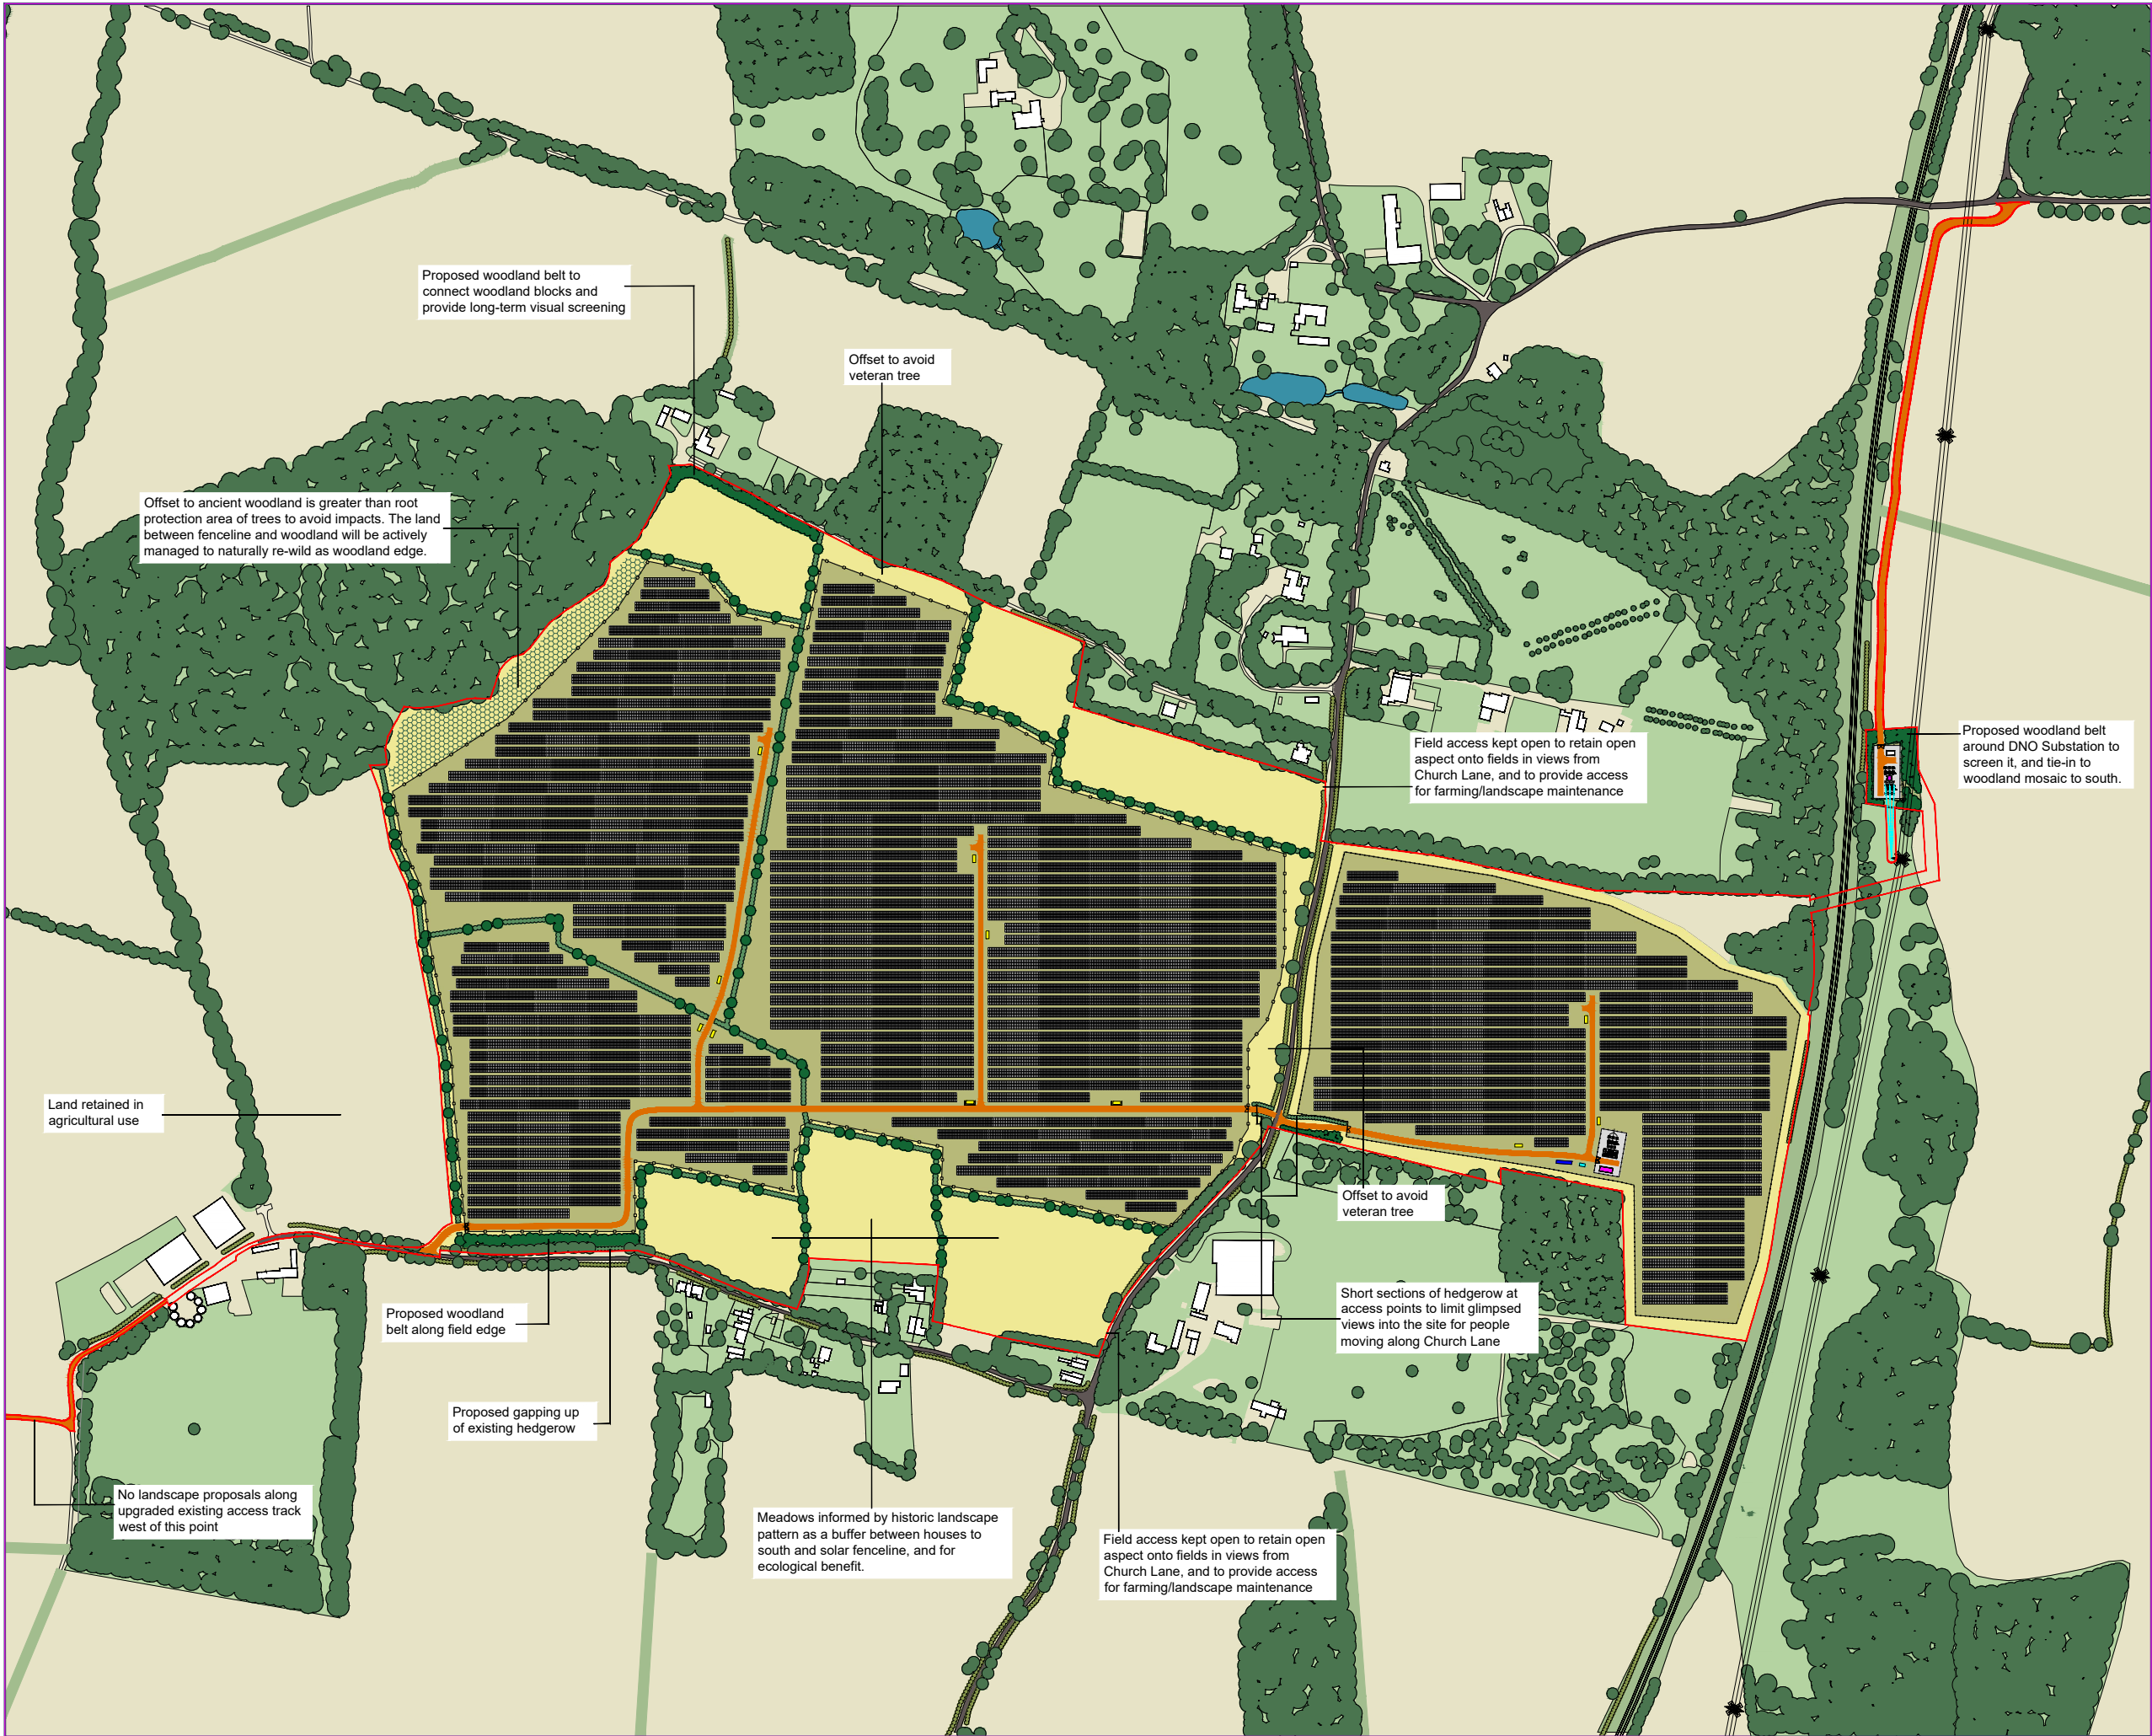 Proposed woodland belt to
connect woodland blocks and
provide long-term visual screening
Offset to avoid
veteran tree
Offset to ancient woodland is greater than root
protection area of trees to avoid impacts. The land
between fenceline and woodland will be actively
managed to naturally re-wild as woodland edge.
Field access kept open to retain open
aspect onto fields in views from
Church Lane, and to provide access
for farming/landscape maintenance
Proposed woodland belt
around DNO Substation to
screen it, and tie-in to
woodland mosaic to south.
Land retained in
agricultural use
Offset to avoid
veteran tree
Proposed woodland
belt along field edge
Short sections of hedgerow at
access points to limit glimpsed
views into the site for people
moving along Church Lane
Proposed gapping up
of existing hedgerow
No landscape proposals along
upgraded existing access track
west of this point
Meadows informed by historic landscape
pattern as a buffer between houses to
south and solar fenceline, and for
ecological benefit.
Field access kept open to retain open
aspect onto fields in views from
Church Lane, and to provide access
for farming/landscape maintenance